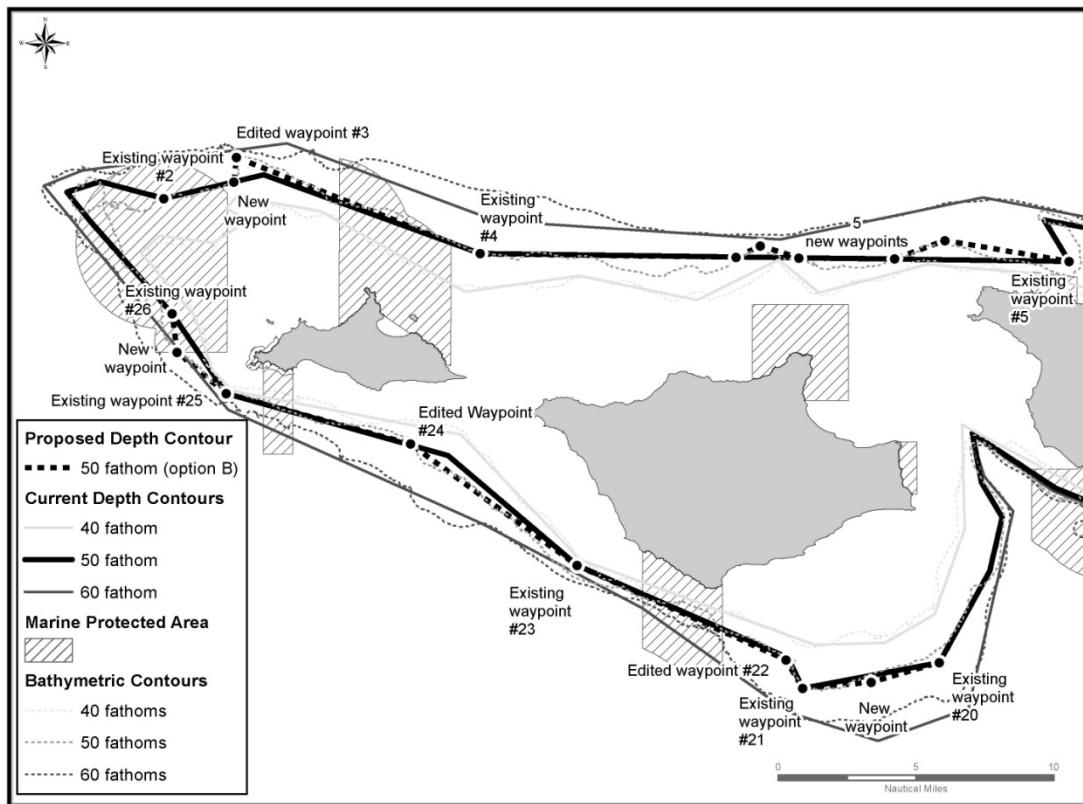 N
W
E
S
Edited waypoint #3
Existing waypoint
#2
New
waypoint
Existing
waypoint
#4
5
new waypoints
Existing
waypoint
#5
Existing waypoint
#26
New
waypoint
Existing waypoint #25
Edited Waypoint
#24
Existing
waypoint
#23
Edited waypoint #22
Existing
waypoint
#21
New
waypoint
Existing
waypoint
#20
Proposed Depth Contour
50 fathom (option B)
Current Depth Contours
40 fathom
50 fathom
60 fathom
Marine Protected Area
Bathymetric Contours
40 fathoms
50 fathoms
60 fathoms
0 5 10
Nautical Miles